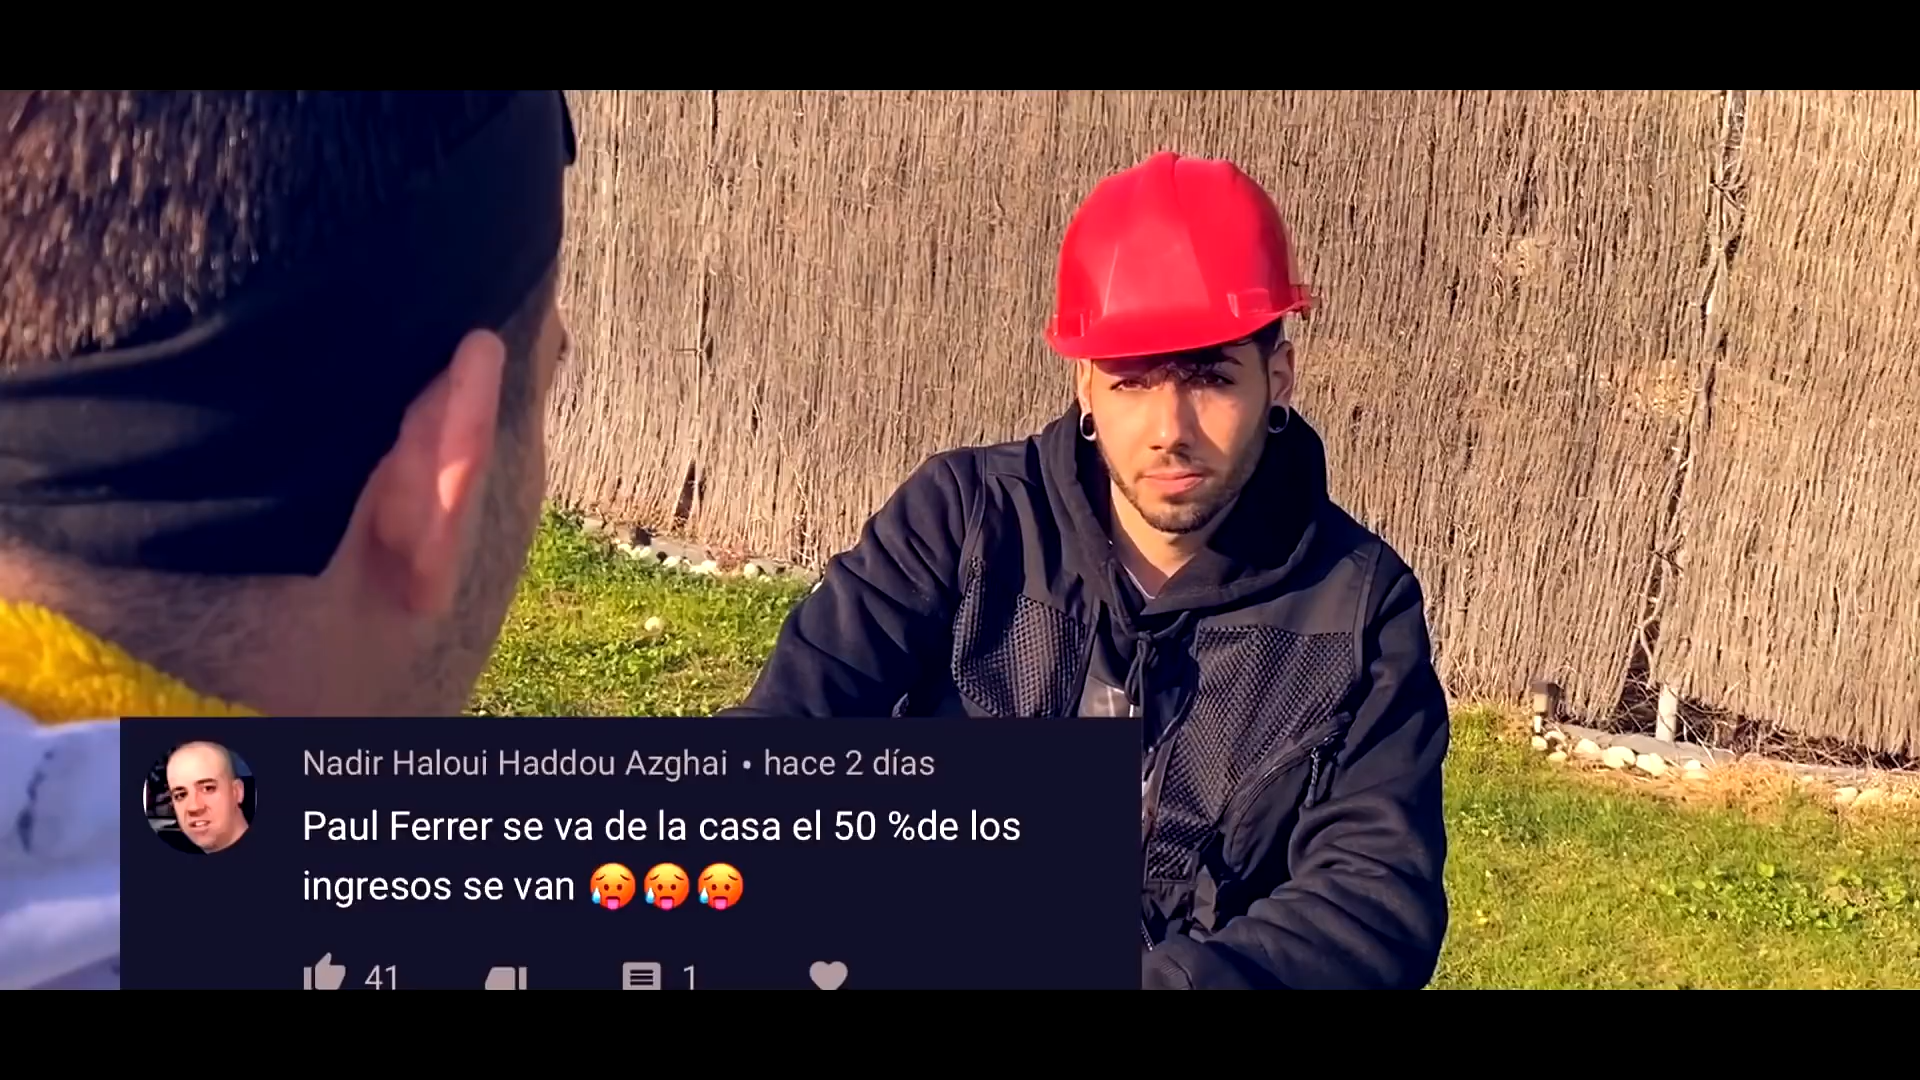 Nadir Haloui Haddou Azghai • hace 2 días
Paul Ferrer se va de la casa el 50 %de los
ingresos se van 🥵🥵🥵
41 1